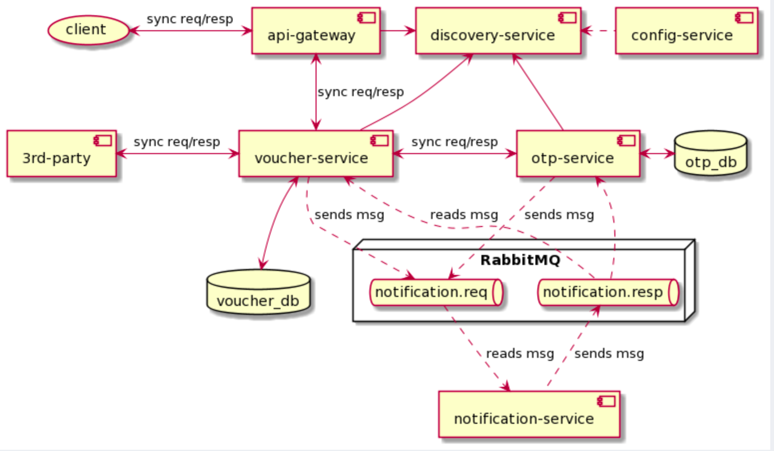 client
sync req/resp
api-gateway
discovery-service
config-service
sync req/resp
3rd-party
sync req/resp
voucher-service
sync req/resp
otp-service
otp_db
sends msg
reads msg
sends msg
RabbitMQ
voucher_db
notification.req
notification.resp
reads msg
sends msg
notification-service